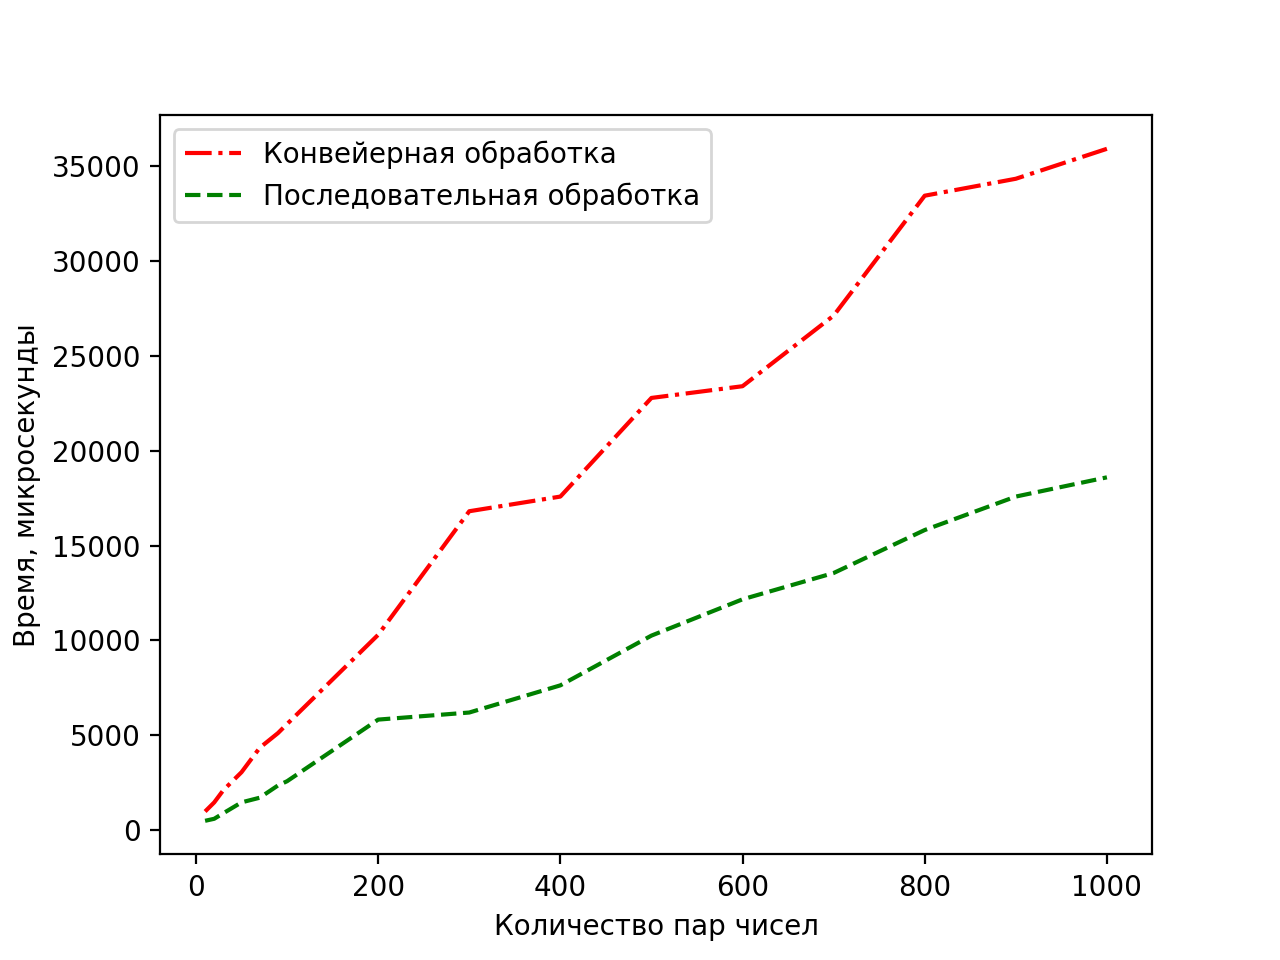 Конвейерная обработка
Последовательная обработка
35000
30000
25000
20000
15000
10000
5000
0
Время, микросекунды
0 200 400 600 800 1000
Количество пар чисел